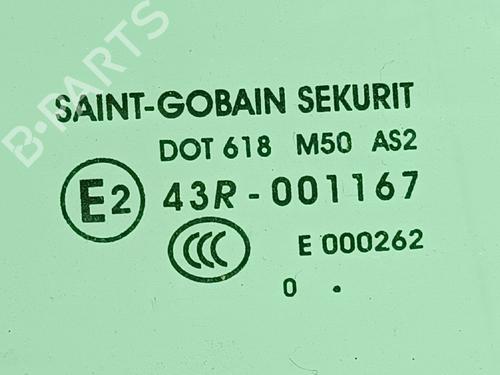 B-PARTS
SAINT-GOBAIN SEKURIT
DOT 618 M50 AS2
E2 43R-001167
CCC E 000262
0 .